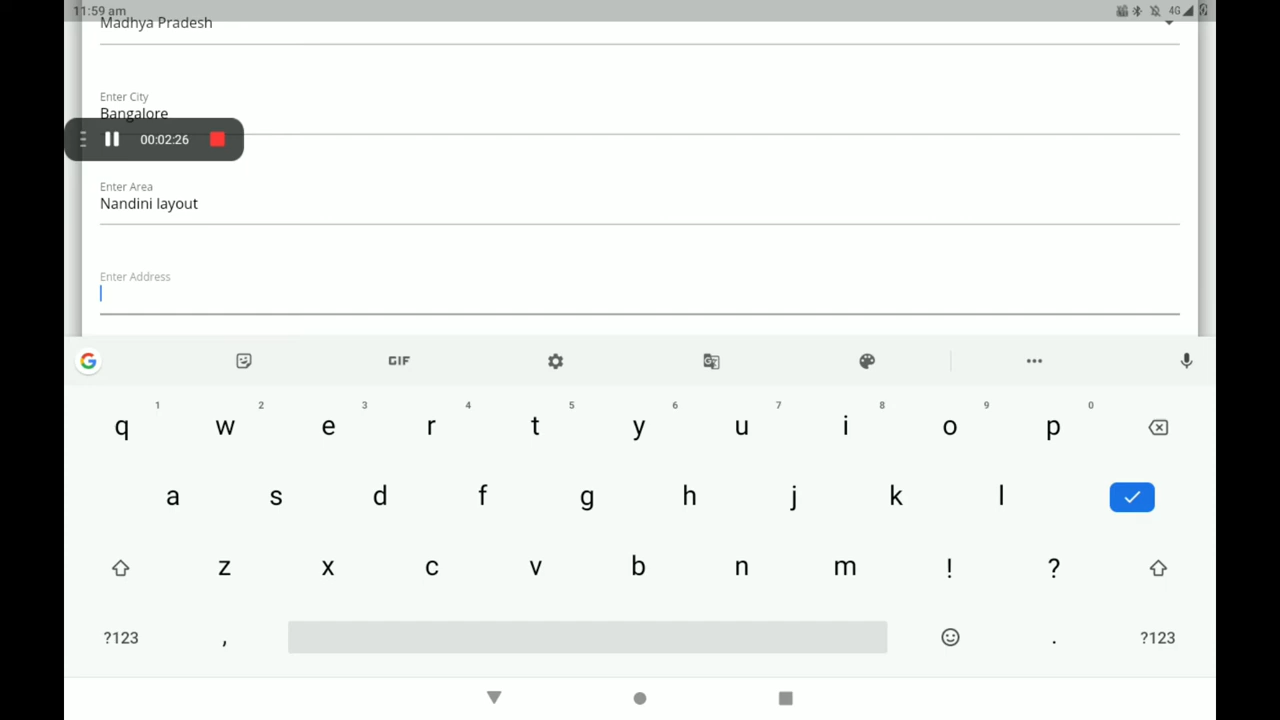 11:59 am
4G
Madhya Pradesh
Enter City
Bangalore
00:02:26
Enter Area
Nandini layout
Enter Address
G GIF
1 2 3 4 5 6 7 8 9 0
q w e r t y u i o p
a s d f g h j k l
z x c v b n m ! ?
?123 , . ?123